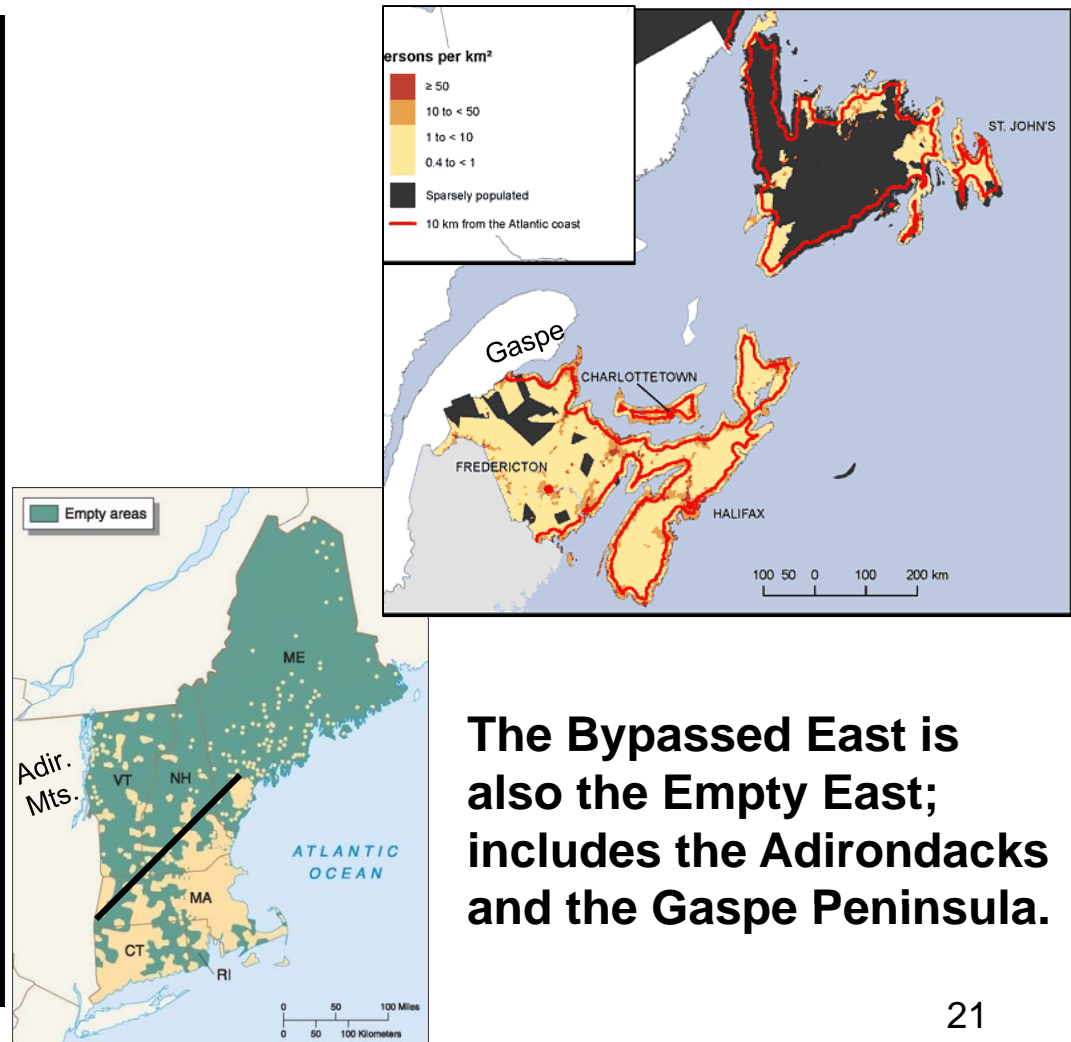 ersons per km²
≥ 50
10 to < 50
1 to < 10
0.4 to < 1
Sparsely populated
10 km from the Atlantic coast
ST. JOHN'S
Gaspe
CHARLOTTETOWN
FREDERICTON
HALIFAX
100 50 0 100 200 km
Empty areas
ME
Adir.
Mts.
VT
NH
ATLANTIC
OCEAN
MA
CT
RI
0 50 100 Miles
0 50 100 Kilometers
The Bypassed East is
also the Empty East;
includes the Adirondacks
and the Gaspe Peninsula.
21